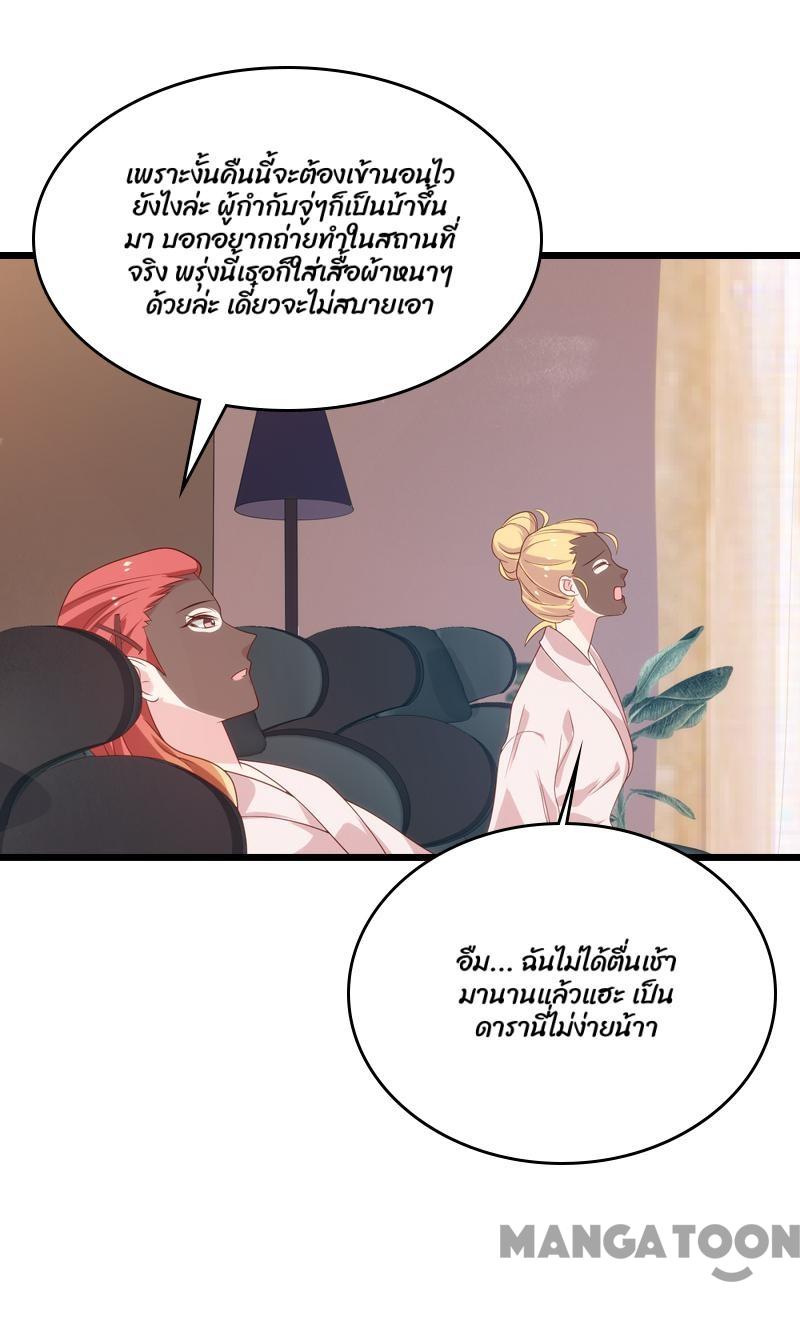 เพราะงั้นคืนนี้จะต้องเข้านอนไว
ยังไงล่ะ ผู้กำกับจู่ๆก็เป็นบ้าขึ้น
มา บอกอยากถ่ายทำในสถานที่
จริง พรุ่งนี้เธอก็ใส่เสื้อผ้าหนาๆ
ด้วยล่ะ เดี๋ยวจะไม่สบายเอา
อืม... ฉันไม่ได้ตื่นเช้า
มานานแล้วแฮะ เป็น
ดารานี่ไม่ง่ายน้าา
MANGATOON